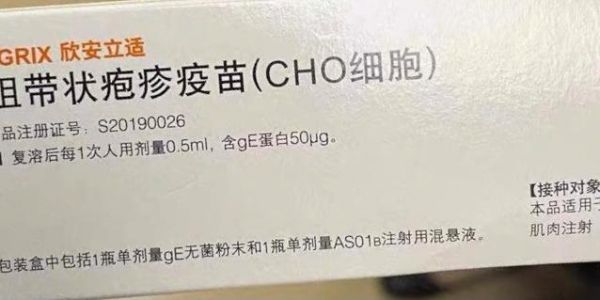 GRIX 欣安立适
组带状疱疹疫苗(CHO细胞)
品注册证号：S20190026
】复溶后每1次人用剂量0.5ml，含gE蛋白50μg。
【接种对象
本品适用于
肌肉注射
包装盒中包括1瓶单剂量gE无菌粉末和1瓶单剂量AS01B注射用混悬液。